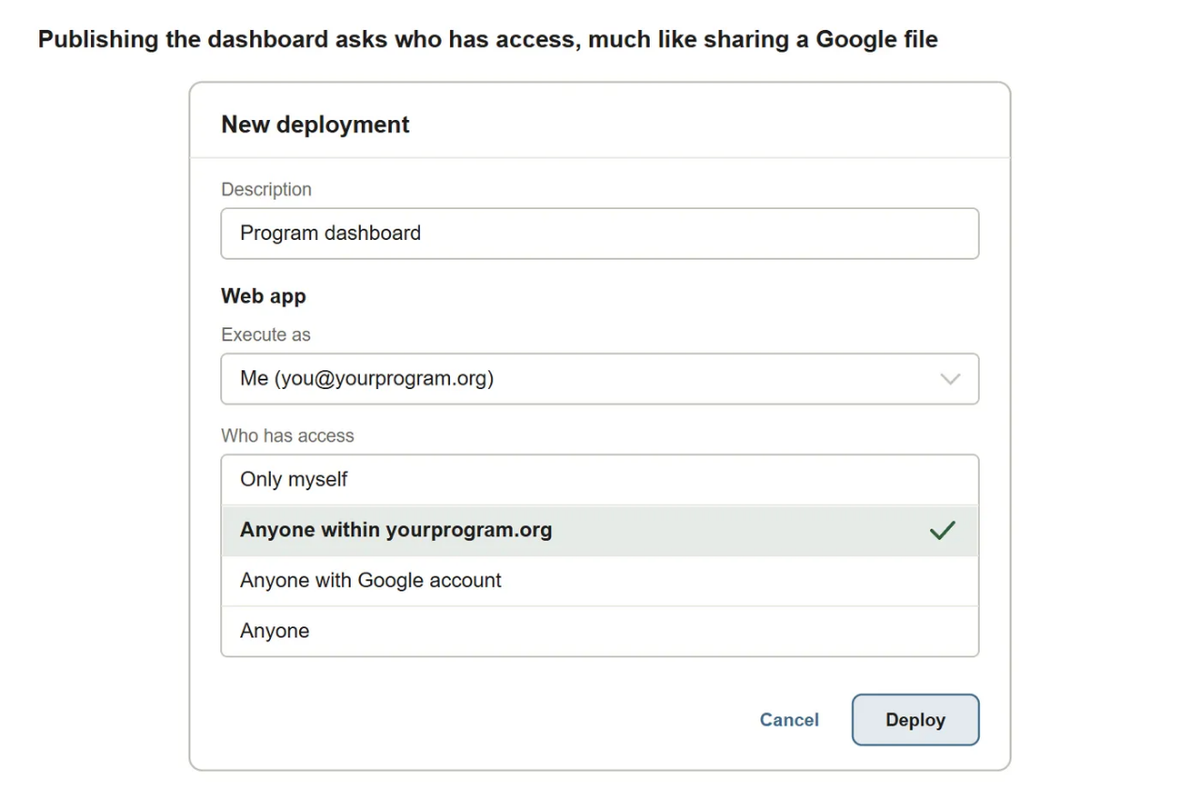 Publishing the dashboard asks who has access, much like sharing a Google file
New deployment
Description
Program dashboard
Web app
Execute as
Me (you@yourprogram.org)
Who has access
Only myself
Anyone within yourprogram.org
Anyone with Google account
Anyone
Cancel
Deploy